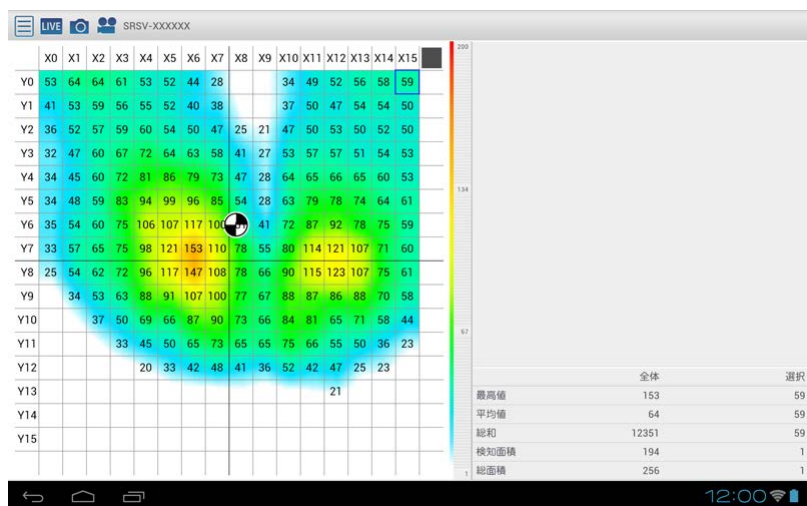 LIVE SRSV-XXXXXX
X0 X1 X2 X3 X4 X5 X6 X7 X8 X9 X10 X11 X12 X13 X14 X15
Y0 53 64 64 61 53 52 44 28 34 49 52 56 58 59
Y1 41 53 59 56 55 52 40 38 37 50 47 54 54 50
Y2 36 52 57 59 60 54 50 47 25 21 47 50 53 50 52 50
Y3 32 47 60 67 72 64 63 58 41 27 53 57 57 51 54 53
Y4 34 45 60 72 81 86 79 73 47 28 64 65 66 65 60 53
Y5 34 48 59 83 94 99 96 85 54 28 63 79 78 74 64 61
Y6 35 54 60 75 106 107 117 100 41 72 87 92 78 75 59
Y7 33 57 65 75 98 121 153 110 78 55 80 114 121 107 71 60
Y8 25 54 62 72 96 117 147 108 78 66 90 115 123 107 75 61
Y9 34 53 63 88 91 107 100 77 67 88 87 86 88 70 58
Y10 37 50 69 66 87 90 73 66 84 81 65 71 58 44
Y11 33 45 50 65 73 65 65 75 66 55 50 36 23
Y12 20 33 42 48 41 36 52 42 47 25 23
Y13 21
Y14
Y15
200
134
67
1
全体 選択
最高値 153 59
平均値 64 59
総和 12351 59
検知面積 194 1
総面積 256 1
12:00